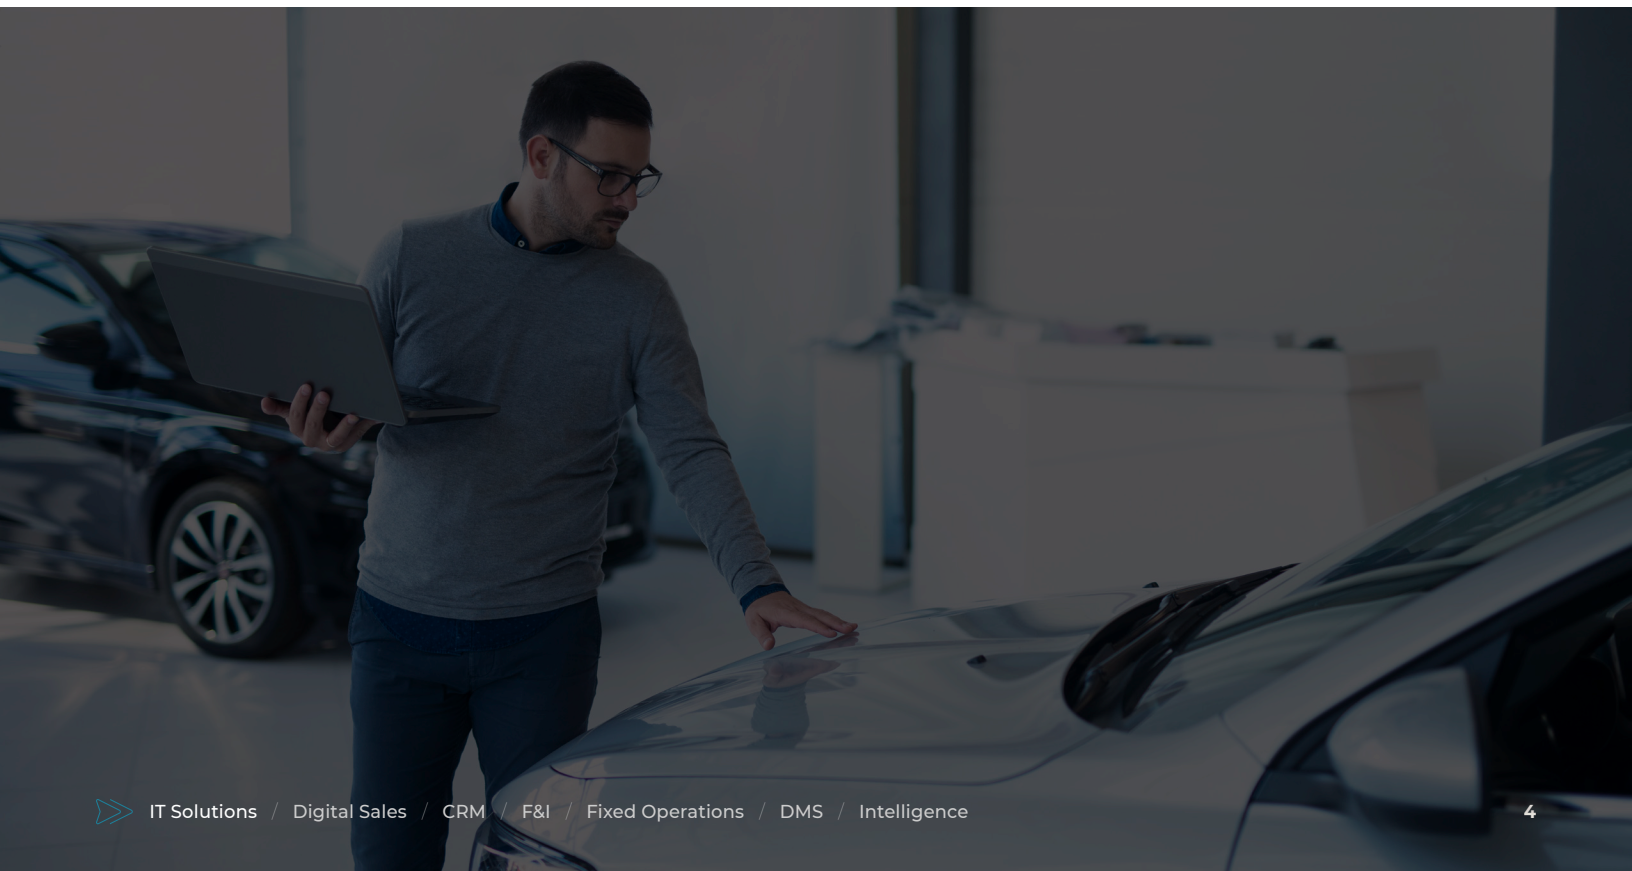 IT Solutions / Digital Sales / CRM / F&I / Fixed Operations / DMS / Intelligence 4